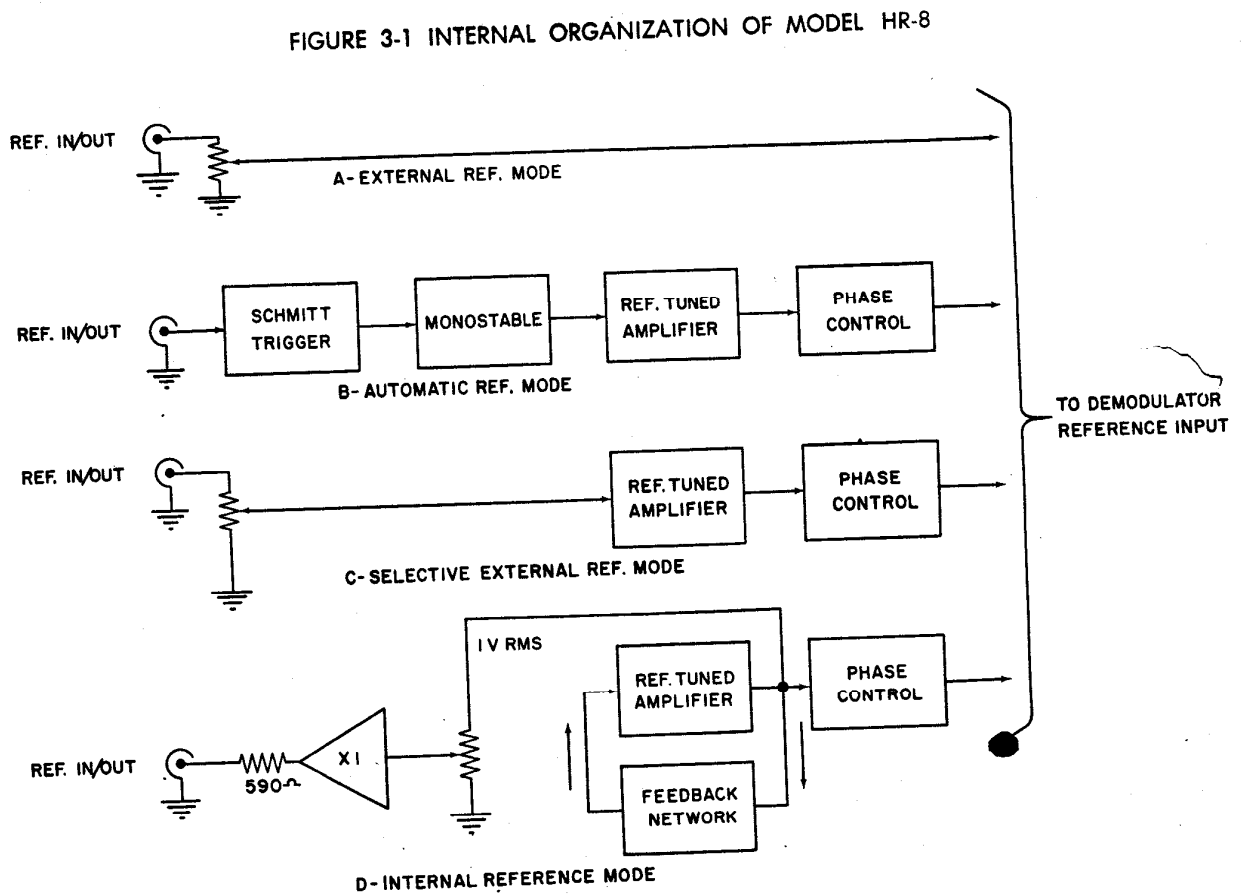 FIGURE 3-1 INTERNAL ORGANIZATION OF MODEL HR-8
REF. IN/OUT
A- EXTERNAL REF. MODE
REF. IN/OUT
SCHMITT
TRIGGER
MONOSTABLE
REF. TUNED
AMPLIFIER
PHASE
CONTROL
B- AUTOMATIC REF. MODE
TO DEMODULATOR
REFERENCE INPUT
REF. IN/OUT
REF. TUNED
AMPLIFIER
PHASE
CONTROL
C- SELECTIVE EXTERNAL REF. MODE
1 V RMS
REF. TUNED
AMPLIFIER
PHASE
CONTROL
REF. IN/OUT
590Ω
X1
FEEDBACK
NETWORK
D- INTERNAL REFERENCE MODE